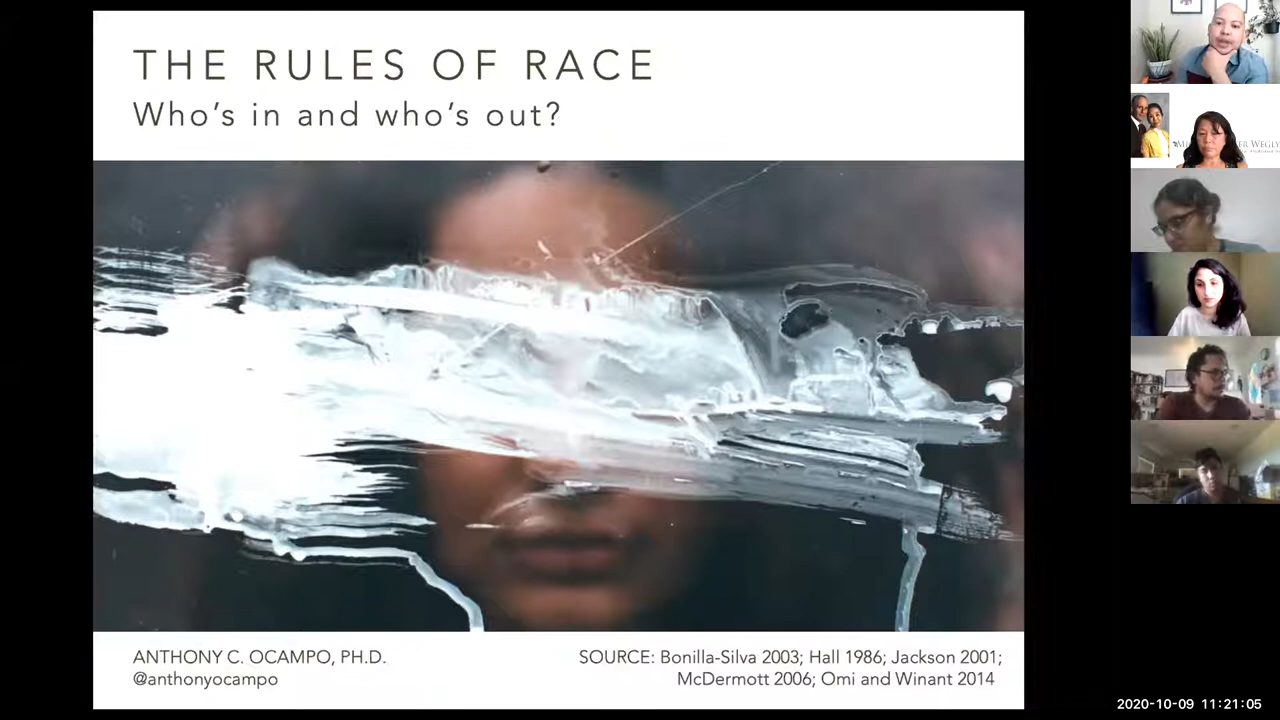 THE RULES OF RACE
Who's in and who's out?
ANTHONY C. OCAMPO, PH.D.
@anthonyocampo
SOURCE: Bonilla-Silva 2003; Hall 1986; Jackson 2001;
McDermott 2006; Omi and Winant 2014
2020-10-09 11:21:05